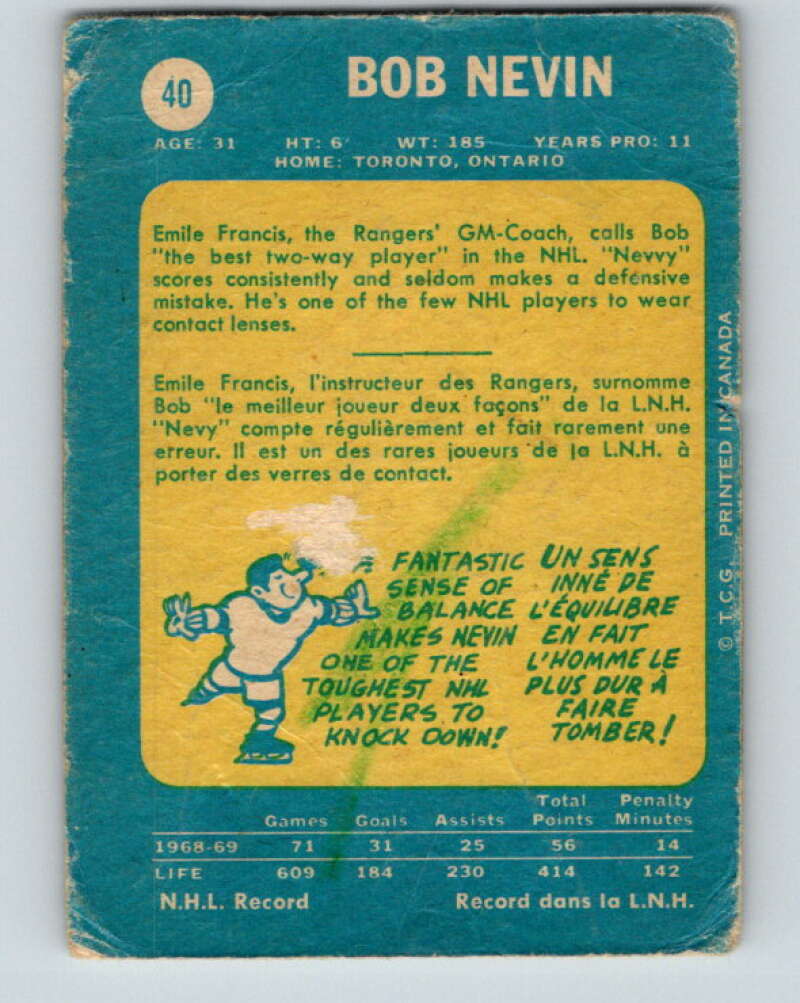 40
BOB NEVIN
AGE: 31 HT: 6' WT: 185 YEARS PRO: 11
HOME: TORONTO, ONTARIO
Emile Francis, the Rangers' GM-Coach, calls Bob
"the best two-way player" in the NHL. "Nevvy"
scores consistently and seldom makes a defensive
mistake. He's one of the few NHL players to wear
contact lenses.
Emile Francis, l'instructeur des Rangers, surnomme
Bob "le meilleur joueur deux façons" de la L.N.H.
"Nevy" compte régulièrement et fait rarement une
erreur. Il est un des rares joueurs de la L.N.H. à
porter des verres de contact.
A FANTASTIC
SENSE OF
BALANCE
MAKES NEVIN
ONE OF THE
TOUGHEST NHL
PLAYERS TO
KNOCK DOWN!
UN SENS
INNÉ DE
L'ÉQUILIBRE
EN FAIT
L'HOMME LE
PLUS DUR À
FAIRE
TOMBER!
© T.C.G. PRINTED IN CANADA
Games Goals Assists Total Points Penalty Minutes
1968-69 71 31 25 56 14
LIFE 609 184 230 414 142
N.H.L. Record Record dans la L.N.H.